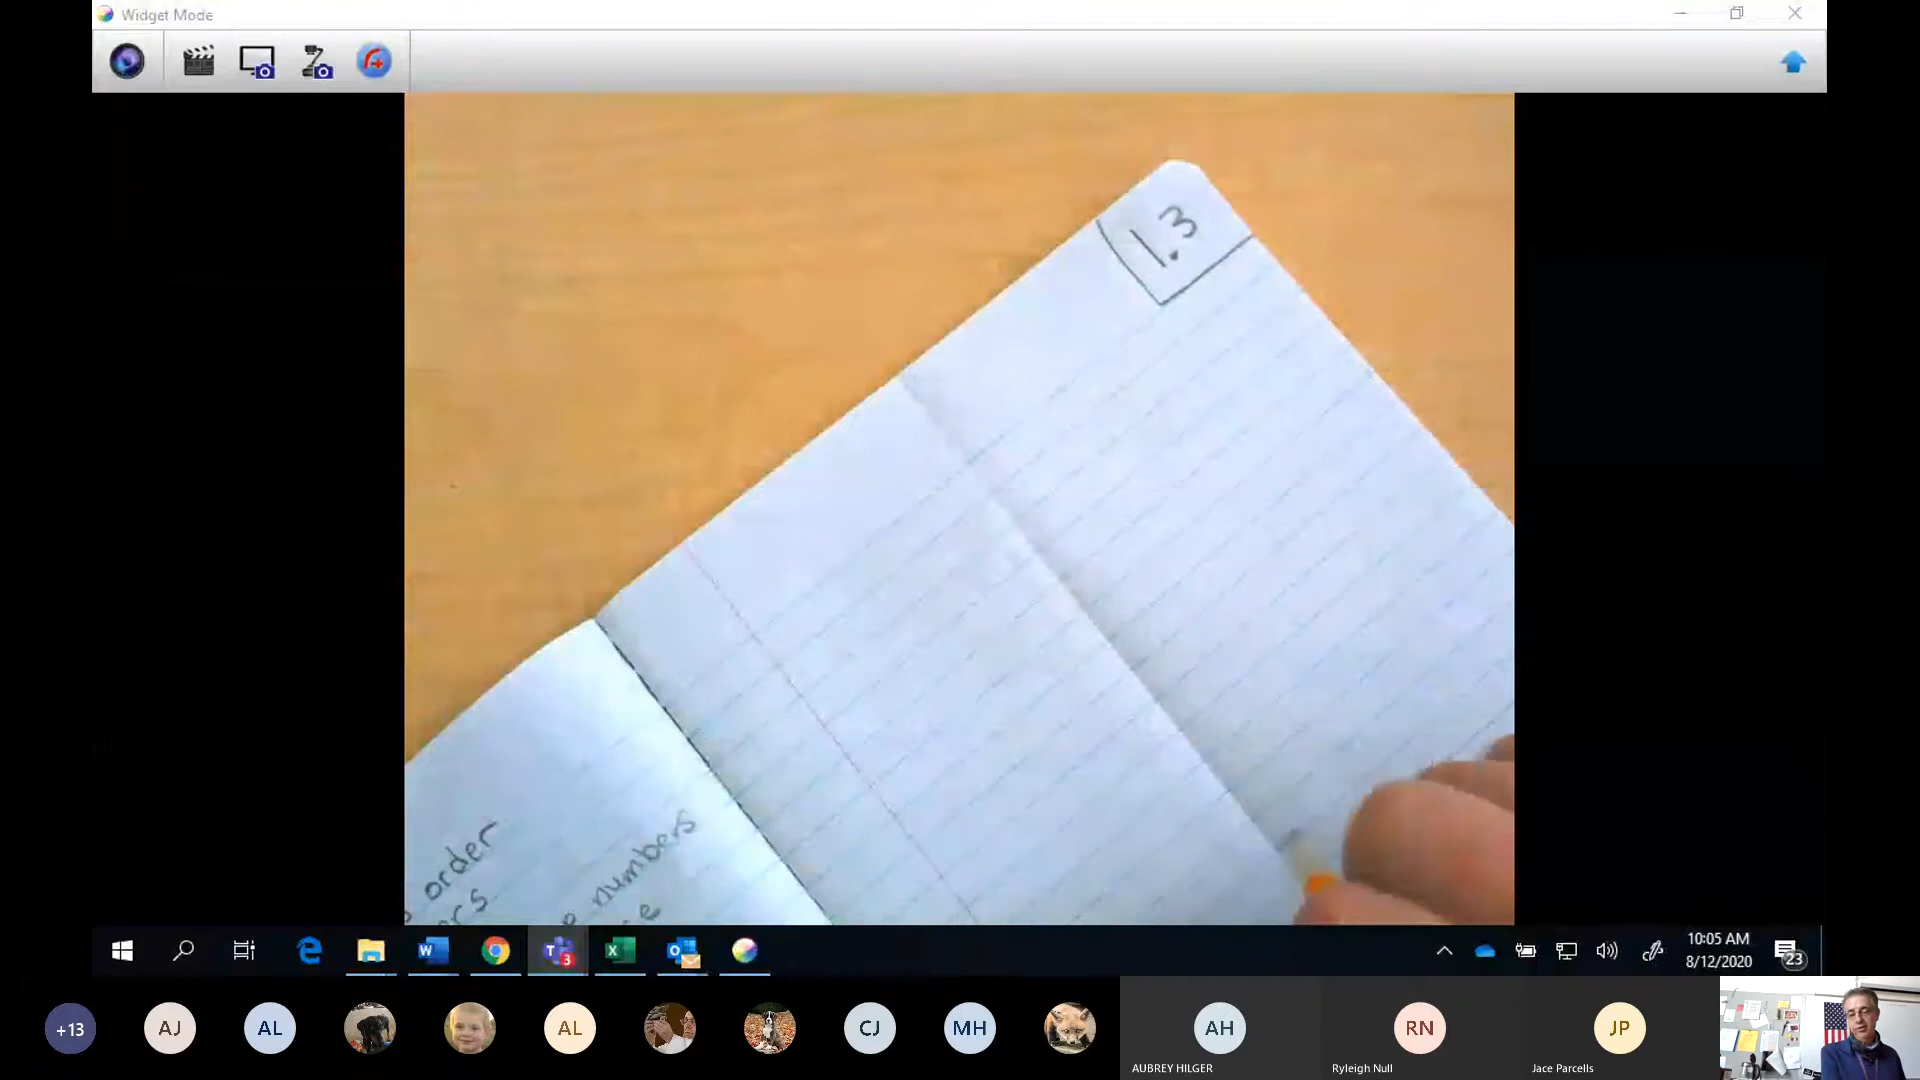 Widget Mode
1.3
order
numbers
10:05 AM
8/12/2020
23
3
+13
AJ
AL
AL
CJ
MH
AH
RN
JP
AUBREY HILGER
Ryleigh Null
Jace Parcells